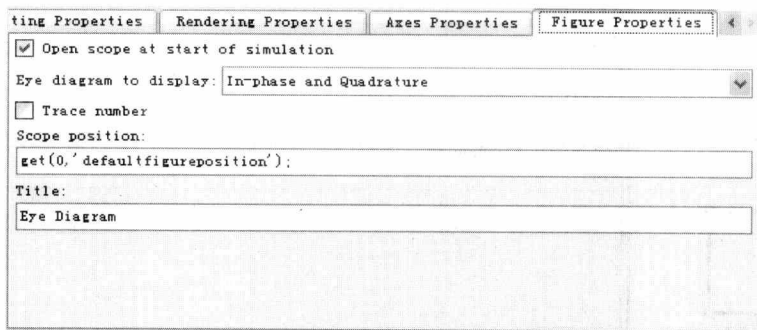 ting Properties Rendering Properties Axes Properties Figure Properties
Open scope at start of simulation
Eye diagram to display: In-phase and Quadrature
Trace number
Scope position:
get(0,'defaultfigureposition');
Title:
Eye Diagram